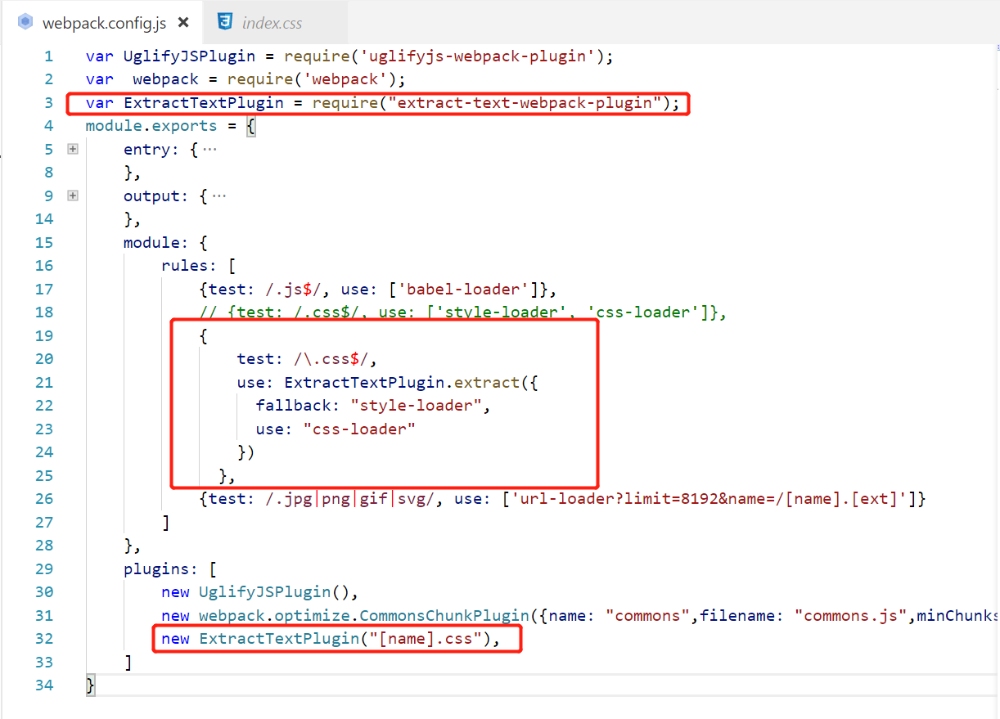 webpack.config.js × index.css
1 var UglifyJSPlugin = require('uglifyjs-webpack-plugin');
2 var  webpack = require('webpack');
3 var ExtractTextPlugin = require("extract-text-webpack-plugin");
4 module.exports = {
5     entry: {···
8     },
9     output: {···
14     },
15     module: {
16         rules: [
17             {test: /.js$/, use: ['babel-loader']},
18             // {test: /.css$/, use: ['style-loader', 'css-loader']},
19             {
20                 test: /\.css$/,
21                 use: ExtractTextPlugin.extract({
22                   fallback: "style-loader",
23                   use: "css-loader"
24                 })
25               },
26             {test: /.jpg|png|gif|svg/, use: ['url-loader?limit=8192&name=/[name].[ext]']}
27         ]
28     },
29     plugins: [
30         new UglifyJSPlugin(),
31         new webpack.optimize.CommonsChunkPlugin({name: "commons",filename: "commons.js",minChunks
32         new ExtractTextPlugin("[name].css"),
33     ]
34 }